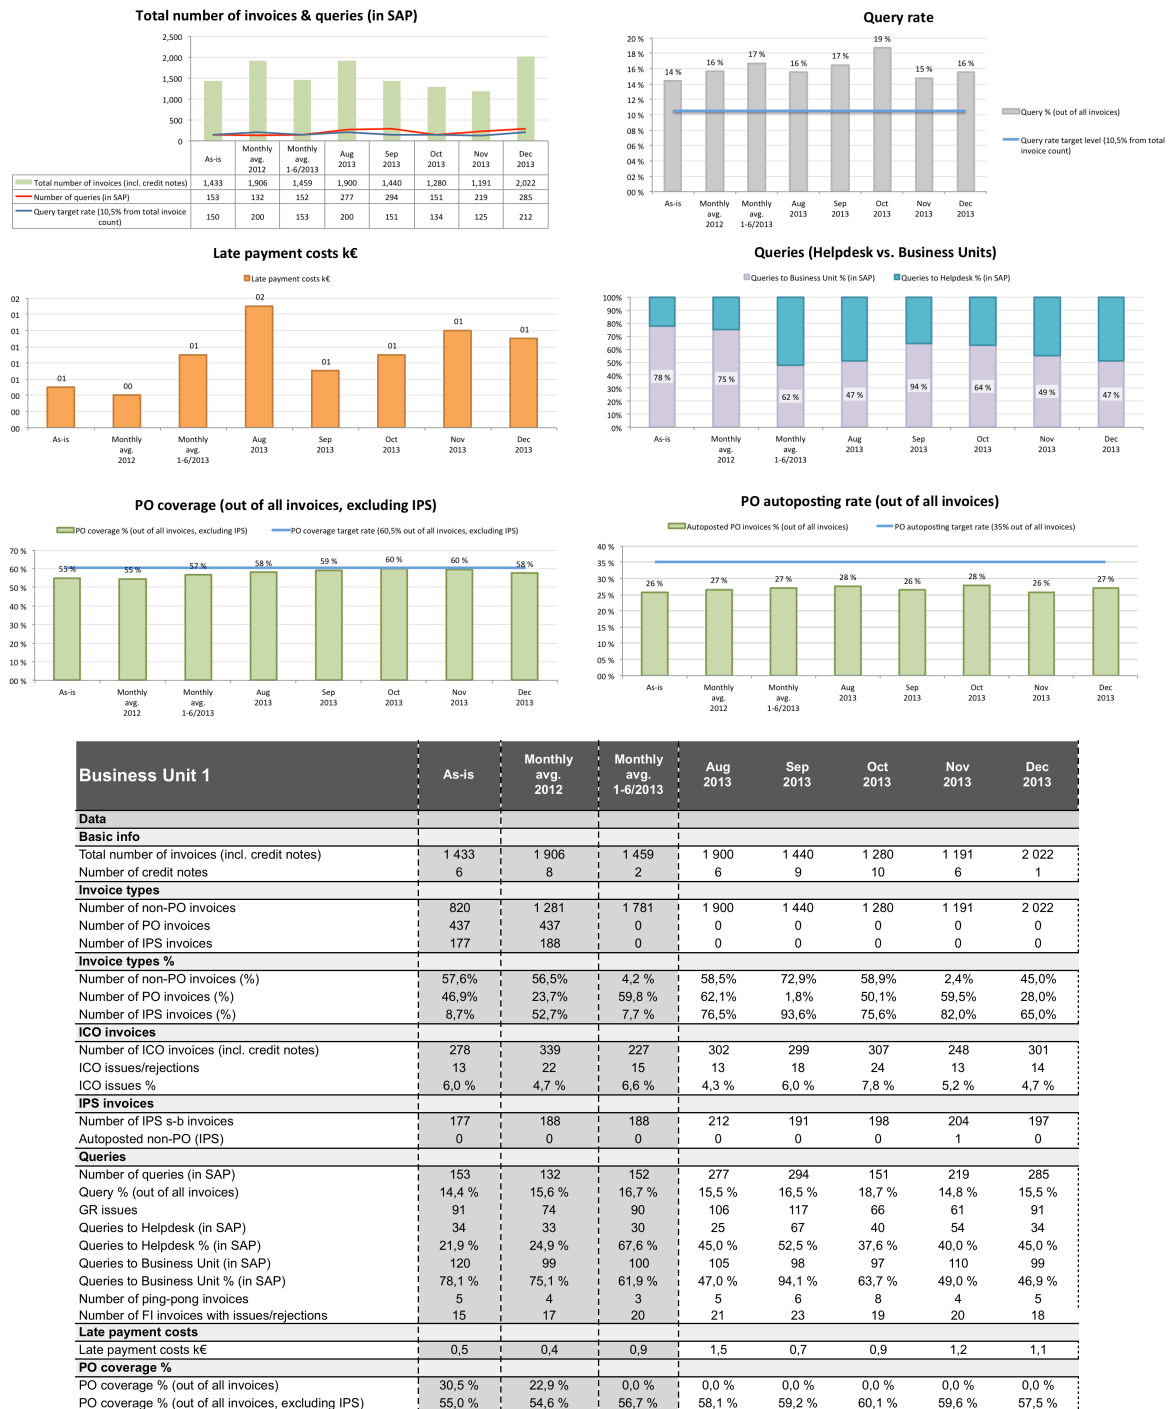 Total number of invoices & queries (in SAP)
2,500
2,000
1,500
1,000
500
0
As-is
Monthly avg. 2012
Monthly avg. 1-6/2013
Aug 2013
Sep 2013
Oct 2013
Nov 2013
Dec 2013
Total number of invoices (incl. credit notes) 1,433 1,906 1,459 1,900 1,440 1,280 1,191 2,022
Number of queries (in SAP) 153 132 152 277 294 151 219 285
Query target rate (10,5% from total invoice count) 150 200 153 200 151 134 125 212
Query rate
20 %
18 %
16 %
14 %
12 %
10 %
08 %
06 %
04 %
02 %
00 %
14 % 16 % 17 % 16 % 17 % 19 % 15 % 16 %
As-is
Monthly avg. 2012
Monthly avg. 1-6/2013
Aug 2013
Sep 2013
Oct 2013
Nov 2013
Dec 2013
Query % (out of all invoices)
Query rate target level (10,5% from total invoice count)
Late payment costs k€
Late payment costs k€
02
01
01
01
01
01
00
00
00
01 00 01 02 01 01 01 01
As-is
Monthly avg. 2012
Monthly avg. 1-6/2013
Aug 2013
Sep 2013
Oct 2013
Nov 2013
Dec 2013
Queries (Helpdesk vs. Business Units)
Queries to Business Unit % (in SAP)
Queries to Helpdesk % (in SAP)
100%
90%
80%
70%
60%
50%
40%
30%
20%
10%
0%
78 % 75 % 62 % 47 % 94 % 64 % 49 % 47 %
As-is
Monthly avg. 2012
Monthly avg. 1-6/2013
Aug 2013
Sep 2013
Oct 2013
Nov 2013
Dec 2013
PO coverage (out of all invoices, excluding IPS)
PO coverage % (out of all invoices, excluding IPS)
PO coverage target rate (60,5% out of all invoices, excluding IPS)
70 %
60 %
50 %
40 %
30 %
20 %
10 %
00 %
55 % 55 % 57 % 58 % 59 % 60 % 60 % 58 %
As-is
Monthly avg. 2012
Monthly avg. 1-6/2013
Aug 2013
Sep 2013
Oct 2013
Nov 2013
Dec 2013
PO autoposting rate (out of all invoices)
Autoposted PO invoices % (out of all invoices)
PO autoposting target rate (35% out of all invoices)
40 %
35 %
30 %
25 %
20 %
15 %
10 %
05 %
00 %
26 % 27 % 27 % 28 % 26 % 28 % 26 % 27 %
As-is
Monthly avg. 2012
Monthly avg. 1-6/2013
Aug 2013
Sep 2013
Oct 2013
Nov 2013
Dec 2013
Business Unit 1 As-is Monthly avg. 2012 Monthly avg. 1-6/2013 Aug 2013 Sep 2013 Oct 2013 Nov 2013 Dec 2013
Data
Basic info
Total number of invoices (incl. credit notes) 1 433 1 906 1 459 1 900 1 440 1 280 1 191 2 022
Number of credit notes 6 8 2 6 9 10 6 1
Invoice types
Number of non-PO invoices 820 1 281 1 781 1 900 1 440 1 280 1 191 2 022
Number of PO invoices 437 437 0 0 0 0 0 0
Number of IPS invoices 177 188 0 0 0 0 0 0
Invoice types %
Number of non-PO invoices (%) 57,6% 56,5% 4,2 % 58,5% 72,9% 58,9% 2,4% 45,0%
Number of PO invoices (%) 46,9% 23,7% 59,8 % 62,1% 1,8% 50,1% 59,5% 28,0%
Number of IPS invoices (%) 8,7% 52,7% 7,7 % 76,5% 93,6% 75,6% 82,0% 65,0%
ICO invoices
Number of ICO invoices (incl. credit notes) 278 339 227 302 299 307 248 301
ICO issues/rejections 13 22 15 13 18 24 13 14
ICO issues % 6,0 % 4,7 % 6,6 % 4,3 % 6,0 % 7,8 % 5,2 % 4,7 %
IPS invoices
Number of IPS s-b invoices 177 188 188 212 191 198 204 197
Autoposted non-PO (IPS) 0 0 0 0 0 0 1 0
Queries
Number of queries (in SAP) 153 132 152 277 294 151 219 285
Query % (out of all invoices) 14,4 % 15,6 % 16,7 % 15,5 % 16,5 % 18,7 % 14,8 % 15,5 %
GR issues 91 74 90 106 117 66 61 91
Queries to Helpdesk (in SAP) 34 33 30 25 67 40 54 34
Queries to Helpdesk % (in SAP) 21,9 % 24,9 % 67,6 % 45,0 % 52,5 % 37,6 % 40,0 % 45,0 %
Queries to Business Unit (in SAP) 120 99 100 105 98 97 110 99
Queries to Business Unit % (in SAP) 78,1 % 75,1 % 61,9 % 47,0 % 94,1 % 63,7 % 49,0 % 46,9 %
Number of ping-pong invoices 5 4 3 5 6 8 4 5
Number of FI invoices with issues/rejections 15 17 20 21 23 19 20 18
Late payment costs
Late payment costs k€ 0,5 0,4 0,9 1,5 0,7 0,9 1,2 1,1
PO coverage %
PO coverage % (out of all invoices) 30,5 % 22,9 % 0,0 % 0,0 % 0,0 % 0,0 % 0,0 % 0,0 %
PO coverage % (out of all invoices, excluding IPS) 55,0 % 54,6 % 56,7 % 58,1 % 59,2 % 60,1 % 59,6 % 57,5 %